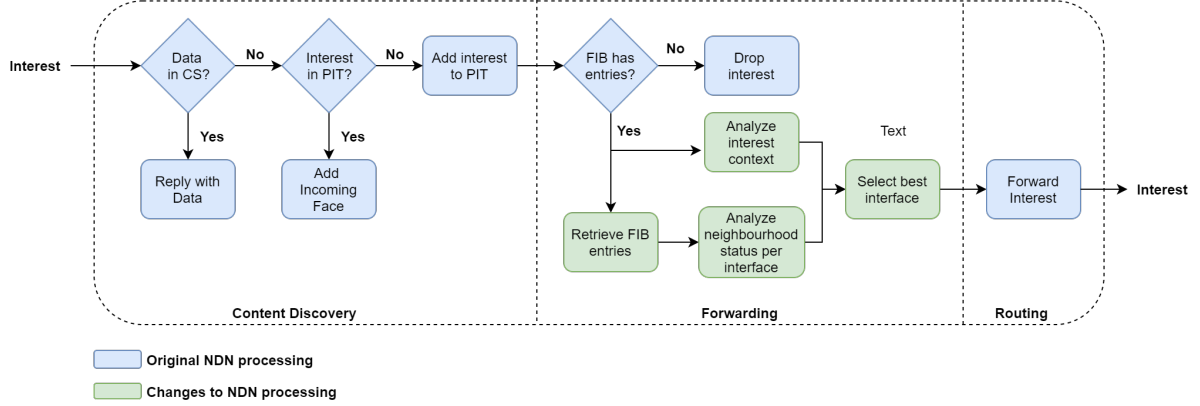 Interest
Data
in CS?
No
Interest
in PIT?
No
Add interest
to PIT
FIB has
entries?
No
Drop
interest
Yes
Reply with
Data
Yes
Add
Incoming
Face
Yes
Analyze
interest
context
Text
Retrieve FIB
entries
Analyze
neighbourhood
status per
interface
Select best
interface
Forward
Interest
Interest
Content Discovery
Forwarding
Routing
Original NDN processing
Changes to NDN processing